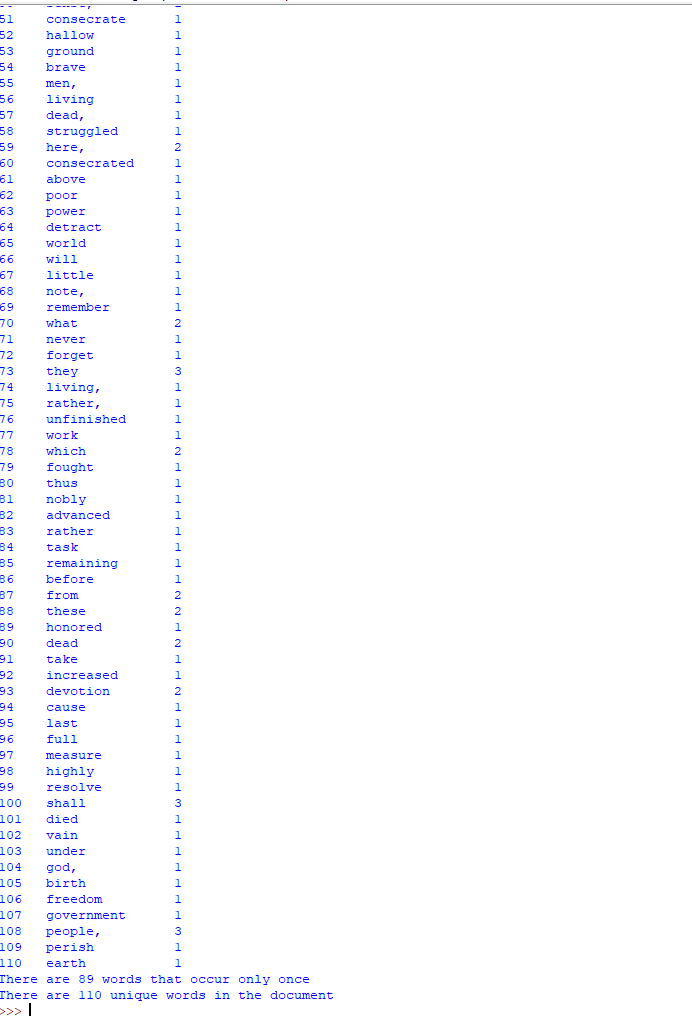 51 consecrate 1
52 hallow 1
53 ground 1
54 brave 1
55 men, 1
56 living 1
57 dead, 1
58 struggled 1
59 here, 2
60 consecrated 1
61 above 1
62 poor 1
63 power 1
64 detract 1
65 world 1
66 will 1
67 little 1
68 note, 1
69 remember 1
70 what 2
71 never 1
72 forget 1
73 they 3
74 living, 1
75 rather, 1
76 unfinished 1
77 work 1
78 which 2
79 fought 1
80 thus 1
81 nobly 1
82 advanced 1
83 rather 1
84 task 1
85 remaining 1
86 before 1
87 from 2
88 these 2
89 honored 1
90 dead 2
91 take 1
92 increased 1
93 devotion 2
94 cause 1
95 last 1
96 full 1
97 measure 1
98 highly 1
99 resolve 1
100 shall 3
101 died 1
102 vain 1
103 under 1
104 god, 1
105 birth 1
106 freedom 1
107 government 1
108 people, 3
109 perish 1
110 earth 1
There are 89 words that occur only once
There are 110 unique words in the document
>>>